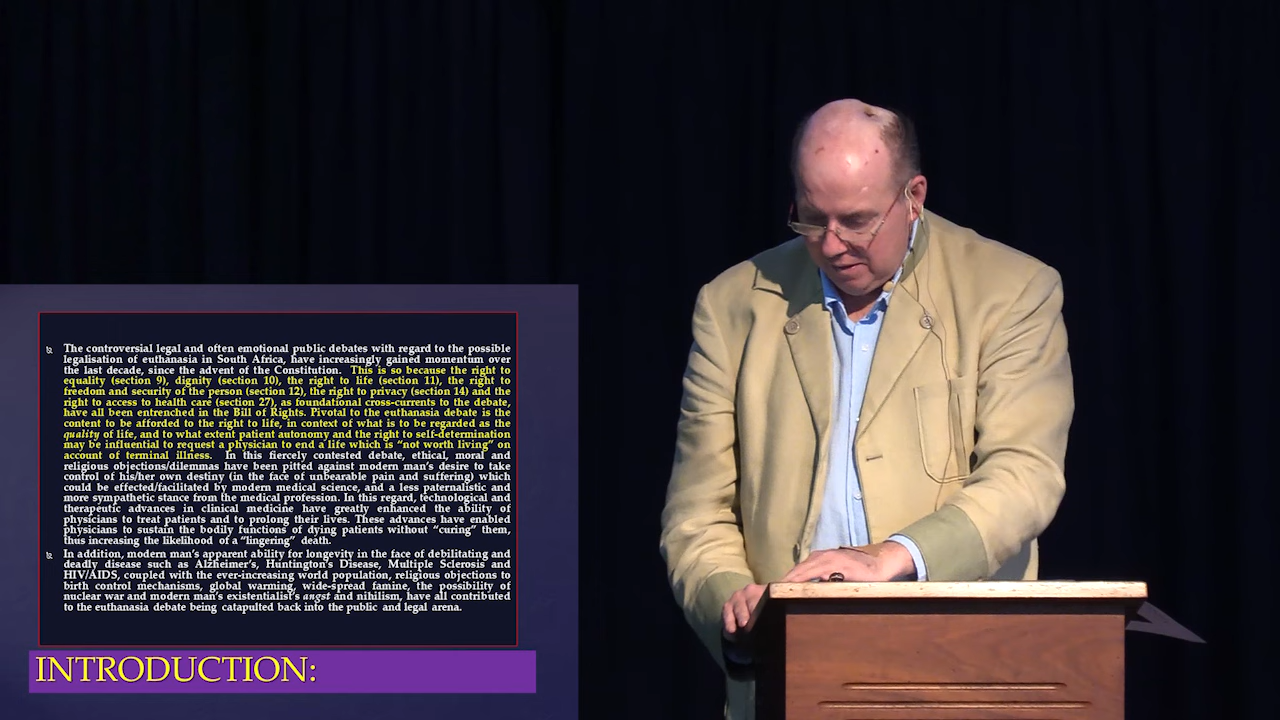 The controversial legal and often emotional public debates with regard to the possible
legalisation of euthanasia in South Africa, have increasingly gained momentum over
the last decade, since the advent of the Constitution. This is so because the right to
equality (section 9), dignity (section 10), the right to life (section 11), the right to
freedom and security of the person (section 12), the right to privacy (section 14) and the
right to access to health care (section 27), as foundational cross-currents to the debate,
have all been entrenched in the Bill of Rights. Pivotal to the euthanasia debate is the
content to be afforded to the right to life, in context of what is to be regarded as the
quality of life, and to what extent patient autonomy and the right to self-determination
may be influential to request a physician to end a life which is “not worth living” on
account of terminal illness. In this fiercely contested debate, ethical, moral and
religious objections/dilemmas have been pitted against modern man’s desire to take
control of his/her own destiny (in the face of unbearable pain and suffering) which
could be effected/facilitated by modern medical science, and a less paternalistic and
more sympathetic stance from the medical profession. In this regard, technological and
therapeutic advances in clinical medicine have greatly enhanced the ability of
physicians to treat patients and to prolong their lives. These advances have enabled
physicians to sustain the bodily functions of dying patients without “curing” them,
thus increasing the likelihood of a “lingering” death.
In addition, modern man’s apparent ability for longevity in the face of debilitating and
deadly disease such as Alzheimer’s, Huntington’s Disease, Multiple Sclerosis and
HIV/AIDS, coupled with the ever-increasing word population, religious objections to
birth control mechanisms, global warming, wide-spread famine, the possibility of
nuclear war and modern man’s existentialist’s angst and nihilism, have all contributed
to the euthanasia debate being catapulted back into the public and legal arena.
INTRODUCTION: